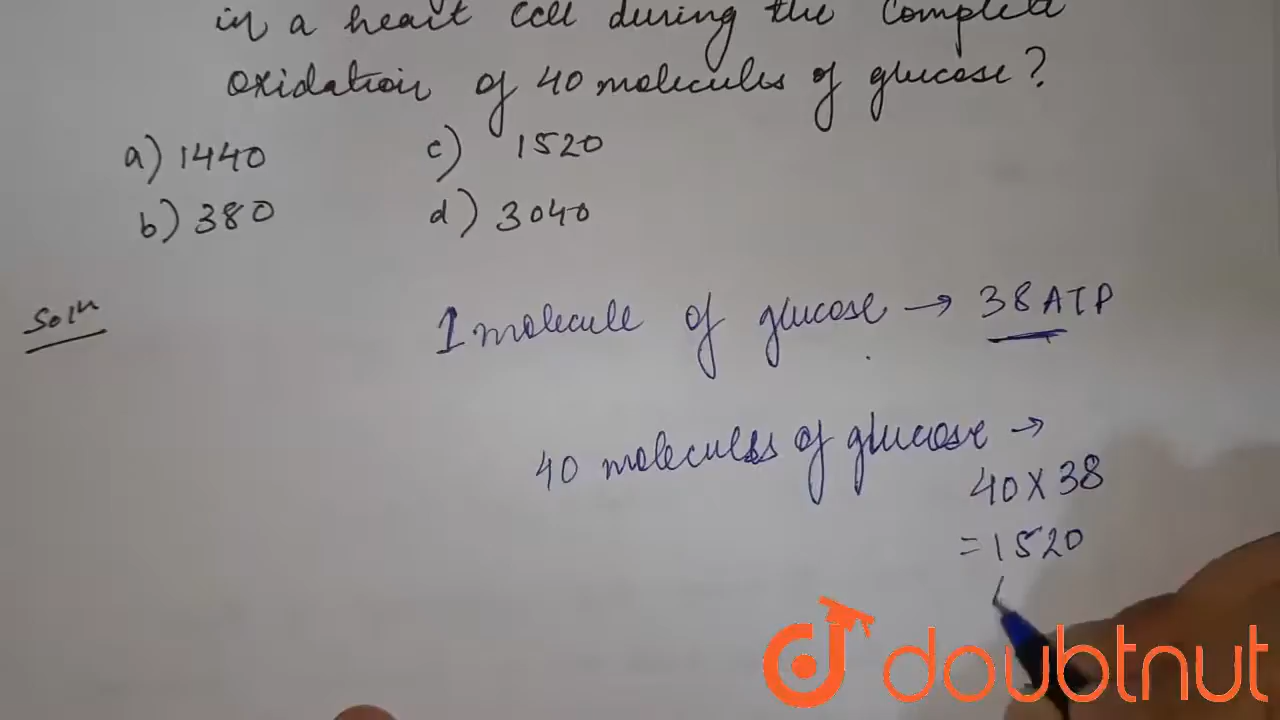 in a heart cell during the complete
oxidation of 40 molecules of glucose?
a) 1440 c) 1520
b) 380 d) 3040
Soln
1 molecule of glucose → 38 ATP
40 molecules of glucose →
40 X 38
= 1520
doubtnut